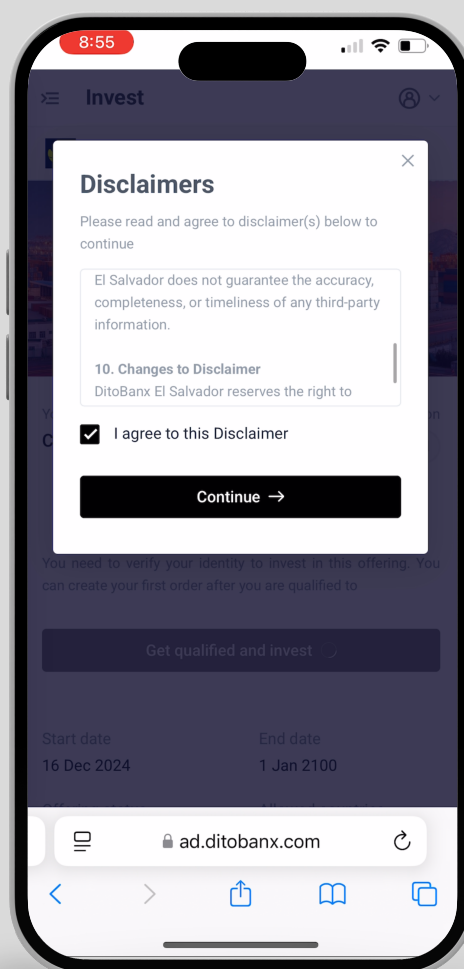 8:55
Invest
Disclaimers
Please read and agree to disclaimer(s) below to
continue
El Salvador does not guarantee the accuracy,
completeness, or timeliness of any third-party
information.
10. Changes to Disclaimer
DitoBanx El Salvador reserves the right to
I agree to this Disclaimer
Continue →
You need to verify your identity to invest in this offering. You
can create your first order after you are qualified to
Get qualified and invest
Start date
End date
16 Dec 2024
1 Jan 2100
ad.ditobanx.com